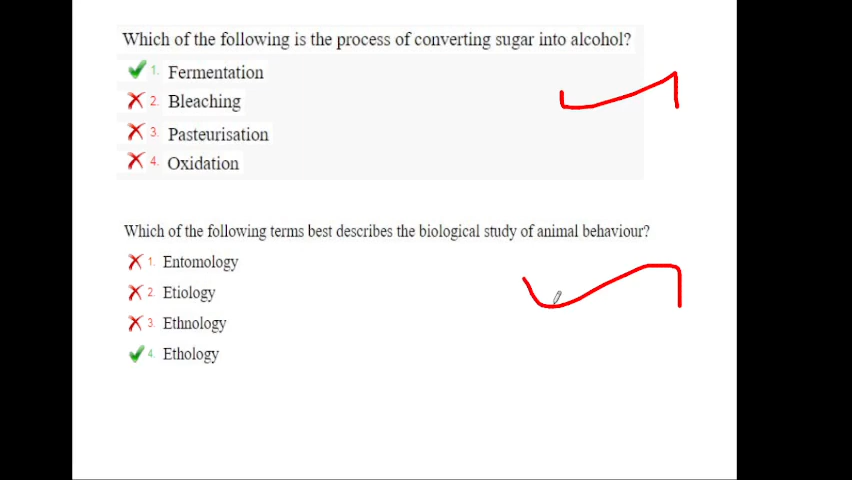 Which of the following is the process of converting sugar into alcohol?
1. Fermentation
2. Bleaching
3. Pasteurisation
4. Oxidation
Which of the following terms best describes the biological study of animal behaviour?
1. Entomology
2. Etiology
3. Ethnology
4. Ethology